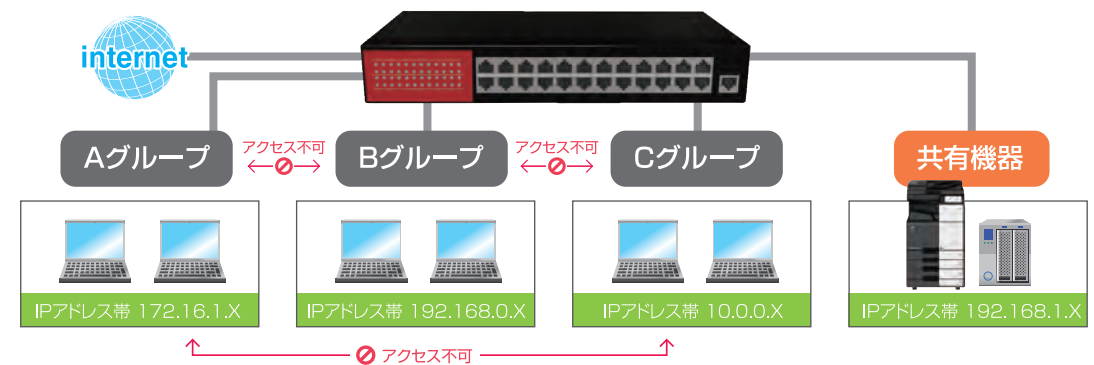 internet
Aグループ
アクセス不可
Bグループ
アクセス不可
Cグループ
共有機器
IPアドレス帯 172.16.1.X
IPアドレス帯 192.168.0.X
IPアドレス帯 10.0.0.X
IPアドレス帯 192.168.1.X
アクセス不可